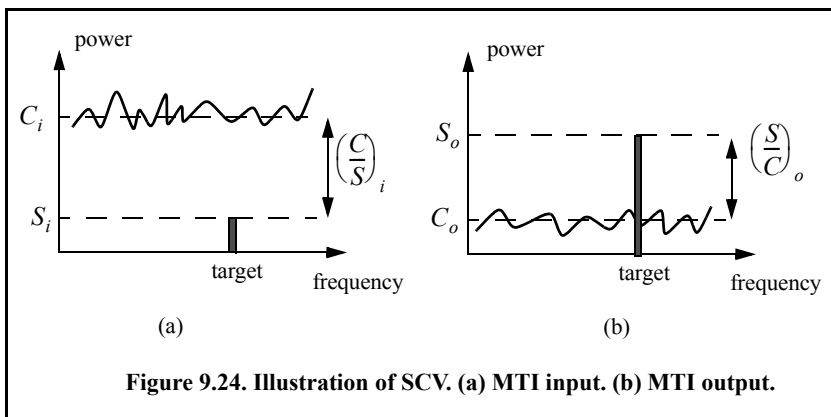 power
C_i
(C/S)_i
S_i
target
frequency
(a)
power
S_o
(S/C)_o
C_o
target
frequency
(b)
Figure 9.24. Illustration of SCV. (a) MTI input. (b) MTI output.